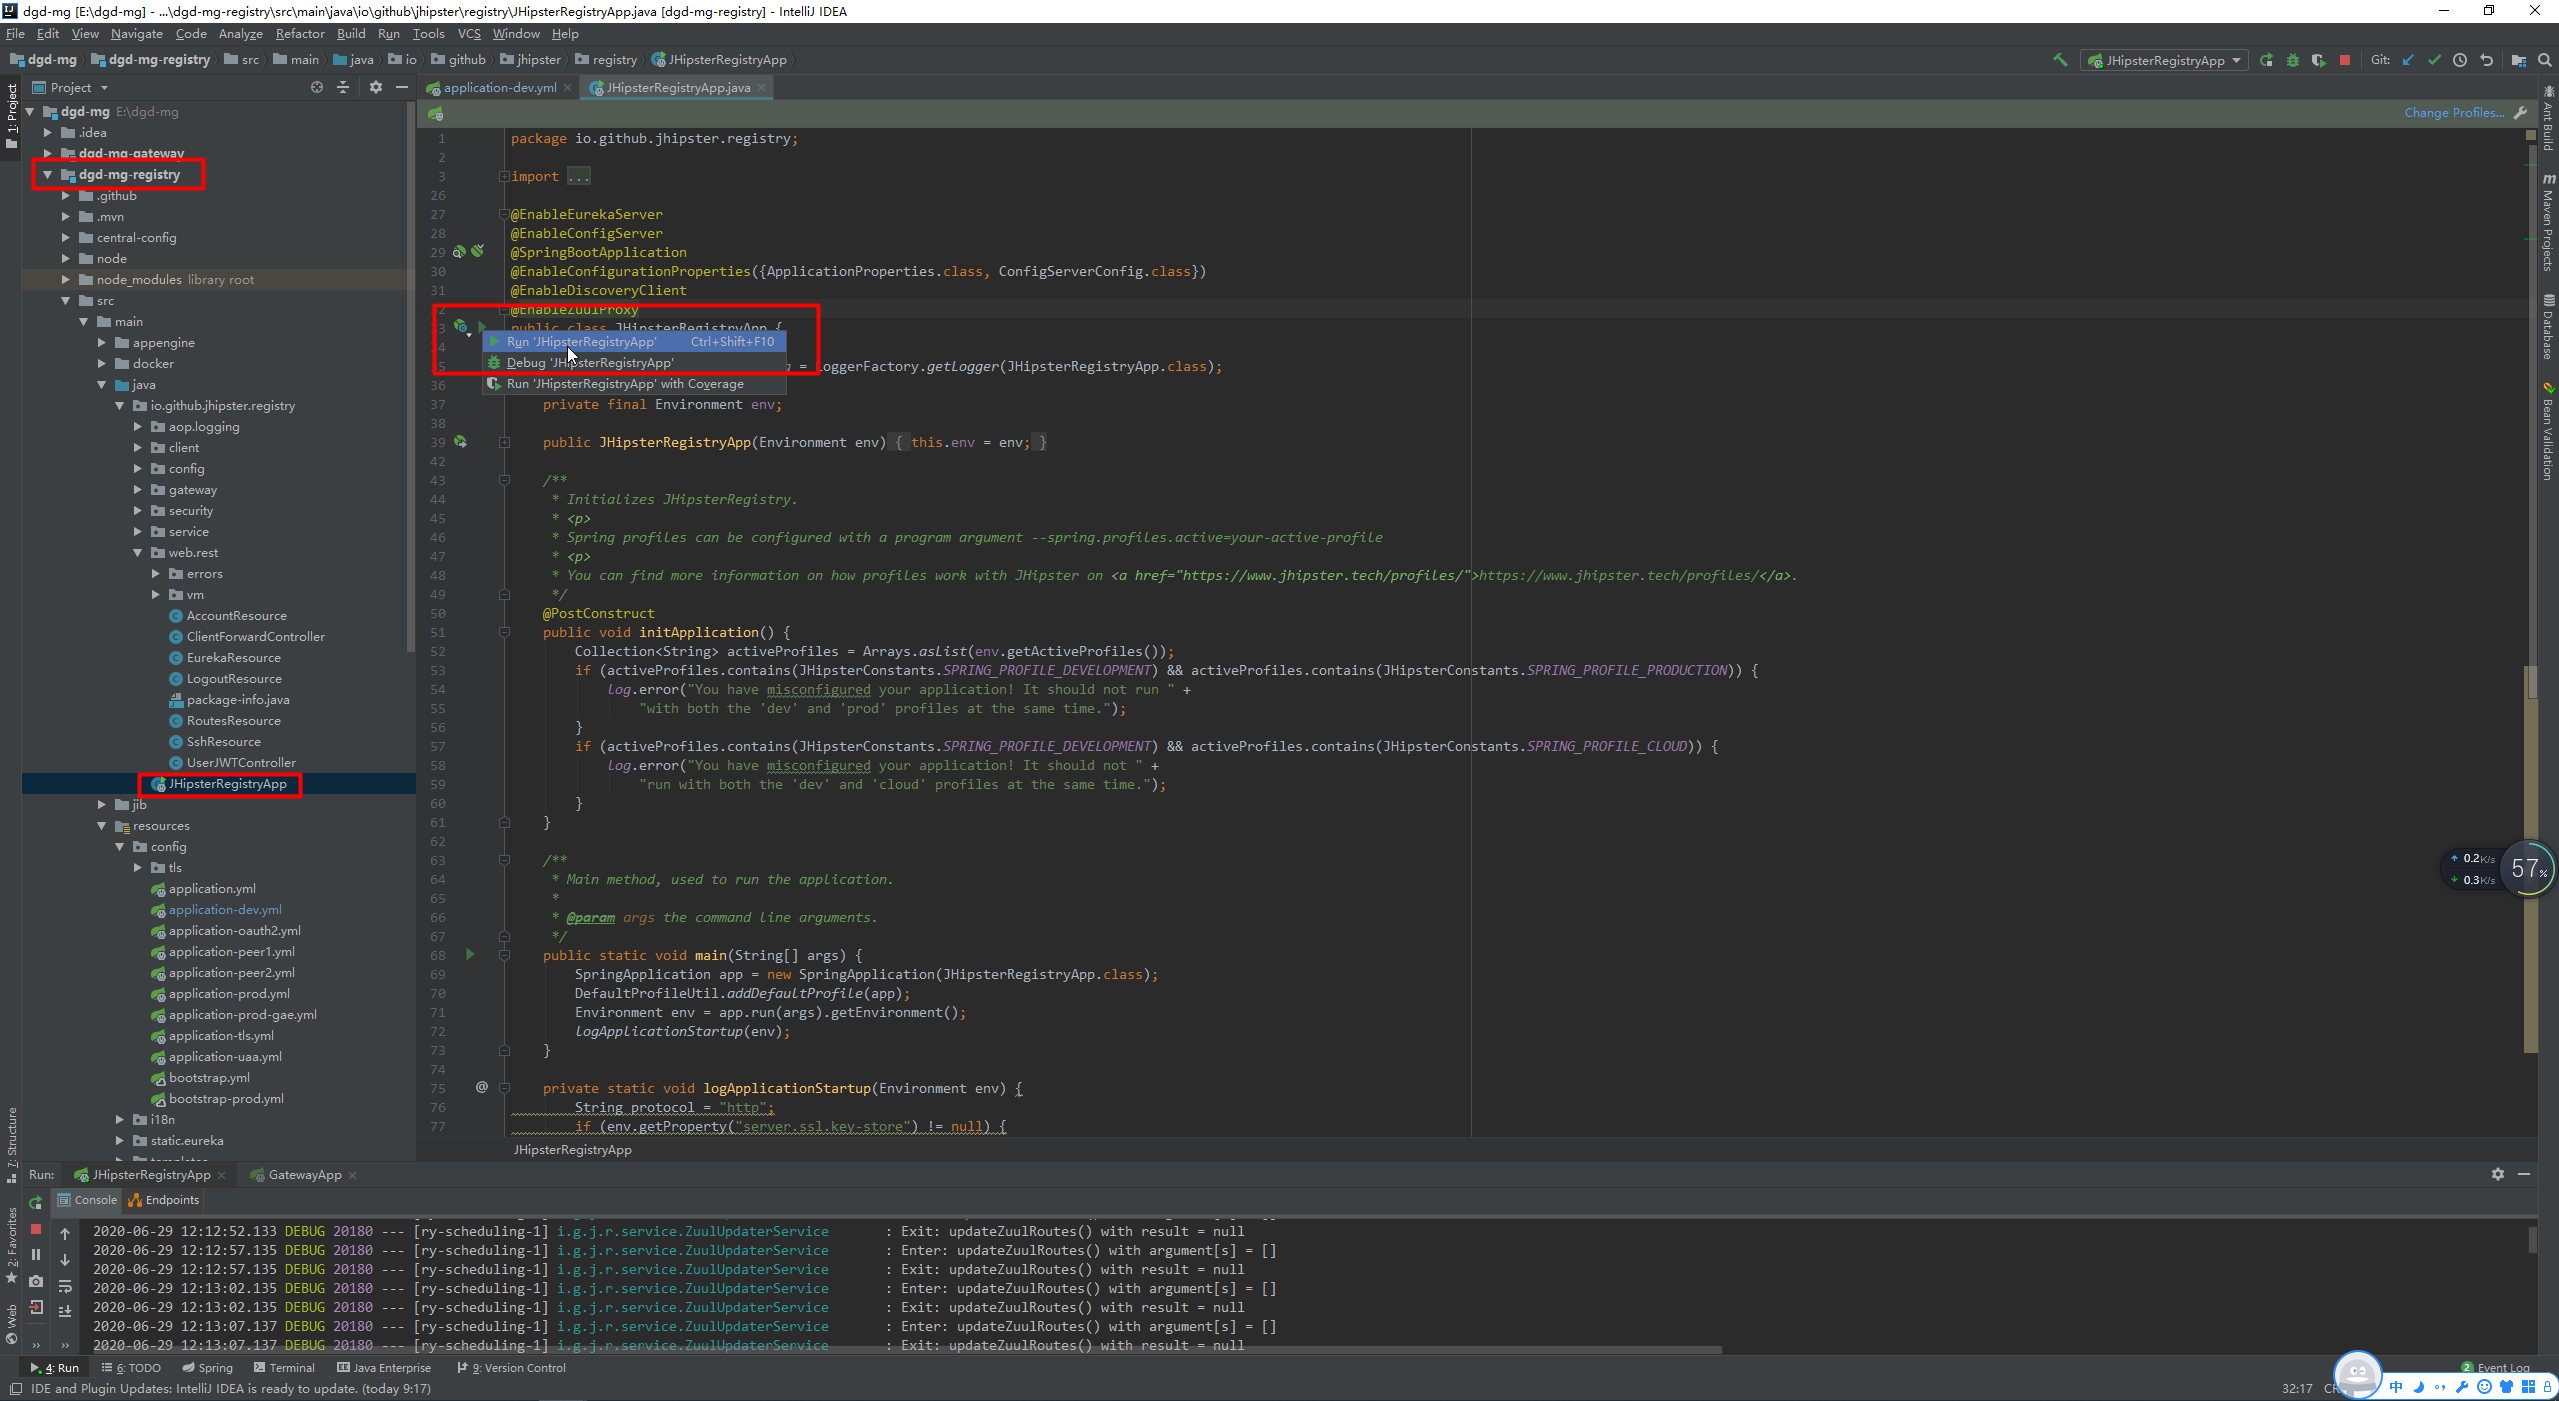 dgd-mg [E:\dgd-mg] - ...\dgd-mg-registry\src\main\java\io\github\jhipster\registry\JHipsterRegistryApp.java [dgd-mg-registry] - IntelliJ IDEA
File Edit View Navigate Code Analyze Refactor Build Run Tools VCS Window Help
dgd-mg dgd-mg-registry src main java io github jhipster registry JHipsterRegistryApp
JHipsterRegistryApp Git:
Project
application-dev.yml JHipsterRegistryApp.java
Change Profiles...
1: Project
7: Structure
2: Favorites
Web
Ant Build
Maven Projects
Database
Bean Validation
dgd-mg E:\dgd-mg
.idea
dgd-mg-gateway
dgd-mg-registry
.github
.mvn
central-config
node
node_modules library root
src
main
appengine
docker
java
io.github.jhipster.registry
aop.logging
client
config
gateway
security
service
web.rest
errors
vm
AccountResource
ClientForwardController
EurekaResource
LogoutResource
package-info.java
RoutesResource
SshResource
UserJWTController
JHipsterRegistryApp
jib
resources
config
tls
application.yml
application-dev.yml
application-oauth2.yml
application-peer1.yml
application-peer2.yml
application-prod.yml
application-prod-gae.yml
application-tls.yml
application-uaa.yml
bootstrap.yml
bootstrap-prod.yml
i18n
static.eureka
1 package io.github.jhipster.registry;
2
3 import ...
26
27 @EnableEurekaServer
28 @EnableConfigServer
29 @SpringBootApplication
30 @EnableConfigurationProperties({ApplicationProperties.class, ConfigServerConfig.class})
31 @EnableDiscoveryClient
32 @EnableZuulProxy
33 public class JHipsterRegistryApp {
Run 'JHipsterRegistryApp' Ctrl+Shift+F10
Debug 'JHipsterRegistryApp'
Run 'JHipsterRegistryApp' with Coverage
34
35 = LoggerFactory.getLogger(JHipsterRegistryApp.class);
36
37 private final Environment env;
38
39 public JHipsterRegistryApp(Environment env) { this.env = env; }
42
43 /**
44 * Initializes JHipsterRegistry.
45 * <p>
46 * Spring profiles can be configured with a program argument --spring.profiles.active=your-active-profile
47 * <p>
48 * You can find more information on how profiles work with JHipster on <a href="https://www.jhipster.tech/profiles/">https://www.jhipster.tech/profiles/</a>.
49 */
50 @PostConstruct
51 public void initApplication() {
52 Collection<String> activeProfiles = Arrays.asList(env.getActiveProfiles());
53 if (activeProfiles.contains(JHipsterConstants.SPRING_PROFILE_DEVELOPMENT) && activeProfiles.contains(JHipsterConstants.SPRING_PROFILE_PRODUCTION)) {
54 log.error("You have misconfigured your application! It should not run " +
55 "with both the 'dev' and 'prod' profiles at the same time.");
56 }
57 if (activeProfiles.contains(JHipsterConstants.SPRING_PROFILE_DEVELOPMENT) && activeProfiles.contains(JHipsterConstants.SPRING_PROFILE_CLOUD)) {
58 log.error("You have misconfigured your application! It should not " +
59 "run with both the 'dev' and 'cloud' profiles at the same time.");
60 }
61 }
62
63 /**
64 * Main method, used to run the application.
65 *
66 * @param args the command line arguments.
67 */
68 public static void main(String[] args) {
69 SpringApplication app = new SpringApplication(JHipsterRegistryApp.class);
70 DefaultProfileUtil.addDefaultProfile(app);
71 Environment env = app.run(args).getEnvironment();
72 logApplicationStartup(env);
73 }
74
75 @ private static void logApplicationStartup(Environment env) {
76 String protocol = "http";
77 if (env.getProperty("server.ssl.key-store") != null) {
JHipsterRegistryApp
0.2K/s
0.3K/s
57%
Run: JHipsterRegistryApp GatewayApp
Console Endpoints
2020-06-29 12:12:52.133 DEBUG 20180 --- [ry-scheduling-1] i.g.j.r.service.ZuulUpdaterService : Exit: updateZuulRoutes() with result = null
2020-06-29 12:12:57.135 DEBUG 20180 --- [ry-scheduling-1] i.g.j.r.service.ZuulUpdaterService : Enter: updateZuulRoutes() with argument[s] = []
2020-06-29 12:12:57.135 DEBUG 20180 --- [ry-scheduling-1] i.g.j.r.service.ZuulUpdaterService : Exit: updateZuulRoutes() with result = null
2020-06-29 12:13:02.135 DEBUG 20180 --- [ry-scheduling-1] i.g.j.r.service.ZuulUpdaterService : Enter: updateZuulRoutes() with argument[s] = []
2020-06-29 12:13:02.135 DEBUG 20180 --- [ry-scheduling-1] i.g.j.r.service.ZuulUpdaterService : Exit: updateZuulRoutes() with result = null
2020-06-29 12:13:07.137 DEBUG 20180 --- [ry-scheduling-1] i.g.j.r.service.ZuulUpdaterService : Enter: updateZuulRoutes() with argument[s] = []
2020-06-29 12:13:07.137 DEBUG 20180 --- [ry-scheduling-1] i.g.j.r.service.ZuulUpdaterService : Exit: updateZuulRoutes() with result = null
4: Run 6: TODO Spring Terminal Java Enterprise 9: Version Control 2 Event Log
IDE and Plugin Updates: IntelliJ IDEA is ready to update. (today 9:17) 32:17 中